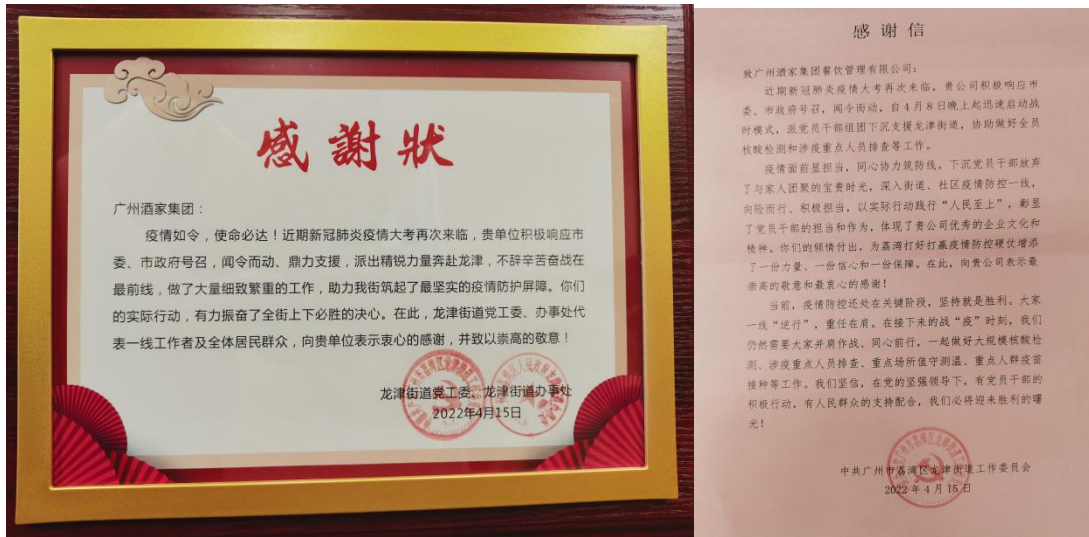 感謝狀
广州酒家集团：
疫情如令，使命必达！近期新冠肺炎疫情大考再次来临，贵单位积极响应市
委、市政府号召，闻令而动、鼎力支援，派出精锐力量奔赴龙津，不辞辛苦奋战在
最前线，做了大量细致繁重的工作，助力我街筑起了最坚实的疫情防护屏障。你们
的实际行动，有力振奋了全街上下必胜的决心。在此，龙津街道党工委、办事处代
表一线工作者及全体居民群众，向贵单位表示衷心的感谢，并致以崇高的敬意！
龙津街道党工委、龙津街道办事处
2022年4月15日
感谢信
致广州酒家集团餐饮管理有限公司：
近期新冠肺炎疫情大考再次来临，贵公司积极响应市
委、市政府号召，闻令而动，自4月8日晚上起迅速启动战
时模式，派党员干部组团下沉支援龙津街道，协助做好全员
核酸检测和涉疫重点人员排查等工作。
疫情面前显担当，同心协力筑防线。下沉党员干部放弃
了与家人团聚的宝贵时光，深入街道、社区疫情防控一线，
向险而行、积极担当，以实际行动践行“人民至上”，彰显
了党员干部的担当和作为，体现了贵公司优秀的企业文化和
精神。你们的倾情付出，为荔湾打好打赢疫情防控硬仗增添
了一份力量、一份信心和一份保障。在此，向贵公司表示最
崇高的敬意和最衷心的感谢！
当前，疫情防控还处在关键阶段，坚持就是胜利。大家
一线“逆行”，重任在肩。在接下来的战“疫”时刻，我们
仍然需要大家并肩作战、同心前行，一起做好大规模核酸检
测、涉疫重点人员排查、重点场所值守测温、重点人群疫苗
接种等工作。我们坚信，在党的坚强领导下，有党员干部的
积极行动，有人民群众的支持配合，我们必将迎来胜利的曙
光！
中共广州市荔湾区龙津街道工作委员会
2022年4月15日